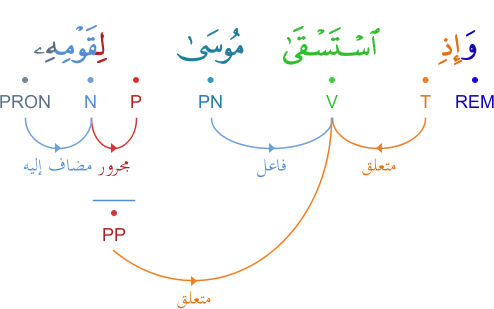 وَإِذِ ٱسْتَسْقَىٰ مُوسَىٰ لِقَوْمِهِۦ
REM T V PN P N PRON
متعلق فاعل مجرور مضاف إليه
PP
متعلق